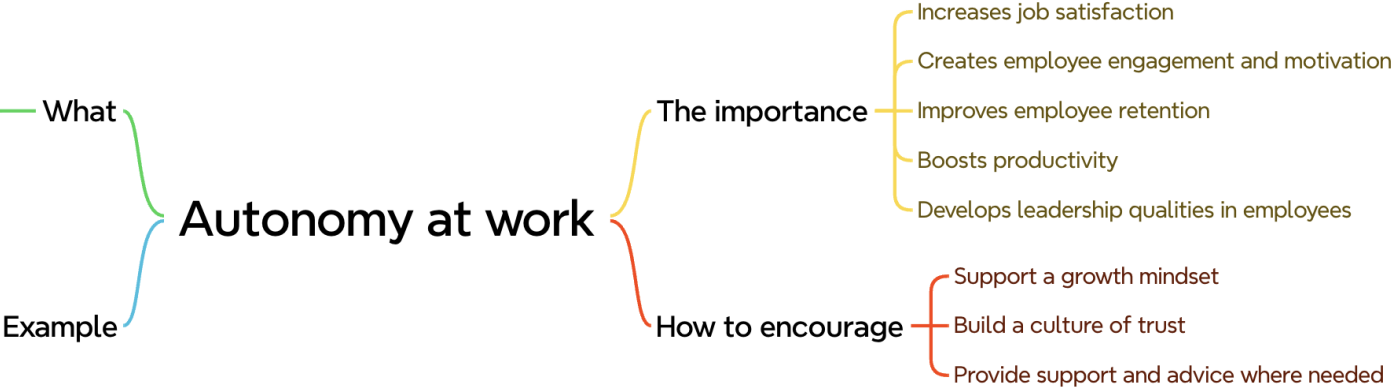 What
Example
Autonomy at work
The importance
Increases job satisfaction
Creates employee engagement and motivation
Improves employee retention
Boosts productivity
Develops leadership qualities in employees
How to encourage
Support a growth mindset
Build a culture of trust
Provide support and advice where needed